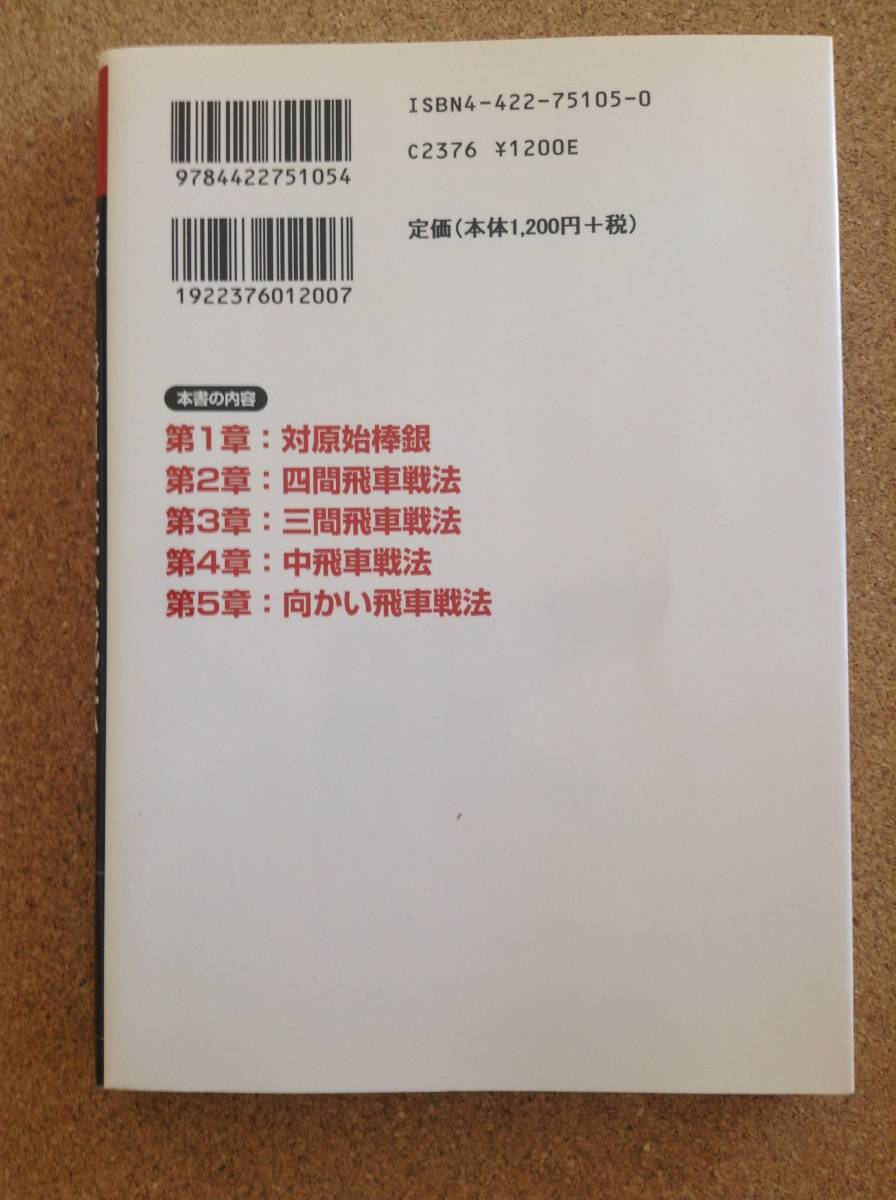 ISBN4-422-75105-0
C2376 ¥1200E
9784422751054
定価(本体1,200円+税)
1922376012007
本書の内容
第1章：対原始棒銀
第2章：四間飛車戦法
第3章：三間飛車戦法
第4章：中飛車戦法
第5章：向かい飛車戦法